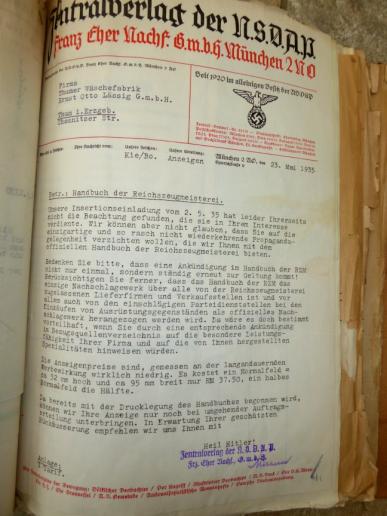 Zentralverlag der N.S.D.A.P.
Franz Eher Nachf. G.m.b.H. München 2 NO
Firma
Thumer Wäschefabrik
Ernst Otto Lässig G.m.b.H.
Thum i.Erzgeb.
Chemnitzer Str.
Seit 1920 im alleinigen Besitz der NSDAP
Kie/Bo. Anzeigen
München 2 NO, den 23. Mai 1935
Betr.: Handbuch der Reichszeugmeisterei.
Unsere Insertionseinladung vom 2. 5. 35 hat leider Ihrerseits
nicht die Beachtung gefunden, die sie in Ihrem Interesse
verdiente. Wir können aber nicht glauben, dass Sie auf die
einzigartige und so rasch nicht wiederkehrende Propaganda-
gelegenheit verzichten wollen, die wir Ihnen mit dem
offiziellen Handbuch der Reichszeugmeisterei bieten.
Bedenken Sie bitte, dass eine Ankündigung im Handbuch der RZM
nicht nur einmal, sondern ständig erneut zur Geltung kommt!
Berücksichtigen Sie ferner, dass das Handbuch der RZM das
einzige Nachschlagewerk über alle von der Reichszeugmeisterei
zugelassenen Lieferfirmen und Verkaufsstellen ist und vor
allem auch von den einschlägigen Parteidienststellen bei den
Einkäufen von Ausrüstungsgegenständen als offizielles Nach-
schlagewerk herangezogen werden wird. Da wäre es doch bestimmt
vorteilhaft, wenn Sie durch eine entsprechende Ankündigung
im Bezugsquellenverzeichnis auf die besondere Leistungs-
fähigkeit Ihrer Firma und auf die von Ihnen hergestellten
Spezialitäten hinweisen würden.
Die Anzeigenpreise sind, gemessen an der langandauernden
Werbewirkung wirklich niedrig. Es kostet ein Normalfeld =
ca 52 mm hoch und ca 95 mm breit nur RM 37.50, ein halbes
Normalfeld die Hälfte.
Da bereits mit der Drucklegung des Handbuches begonnen wird,
können wir Ihre Anzeige nur noch bei umgehender Auftrags-
erteilung unterbringen. In Erwartung Ihrer geschätzten
Rückäusserung empfehlen wir uns Ihnen mit
Heil Hitler!
Zentralverlag der N.S.D.A.P.
Frz. Eher Nachf., G.m.b.H.
Anlage:
1 Tarif.